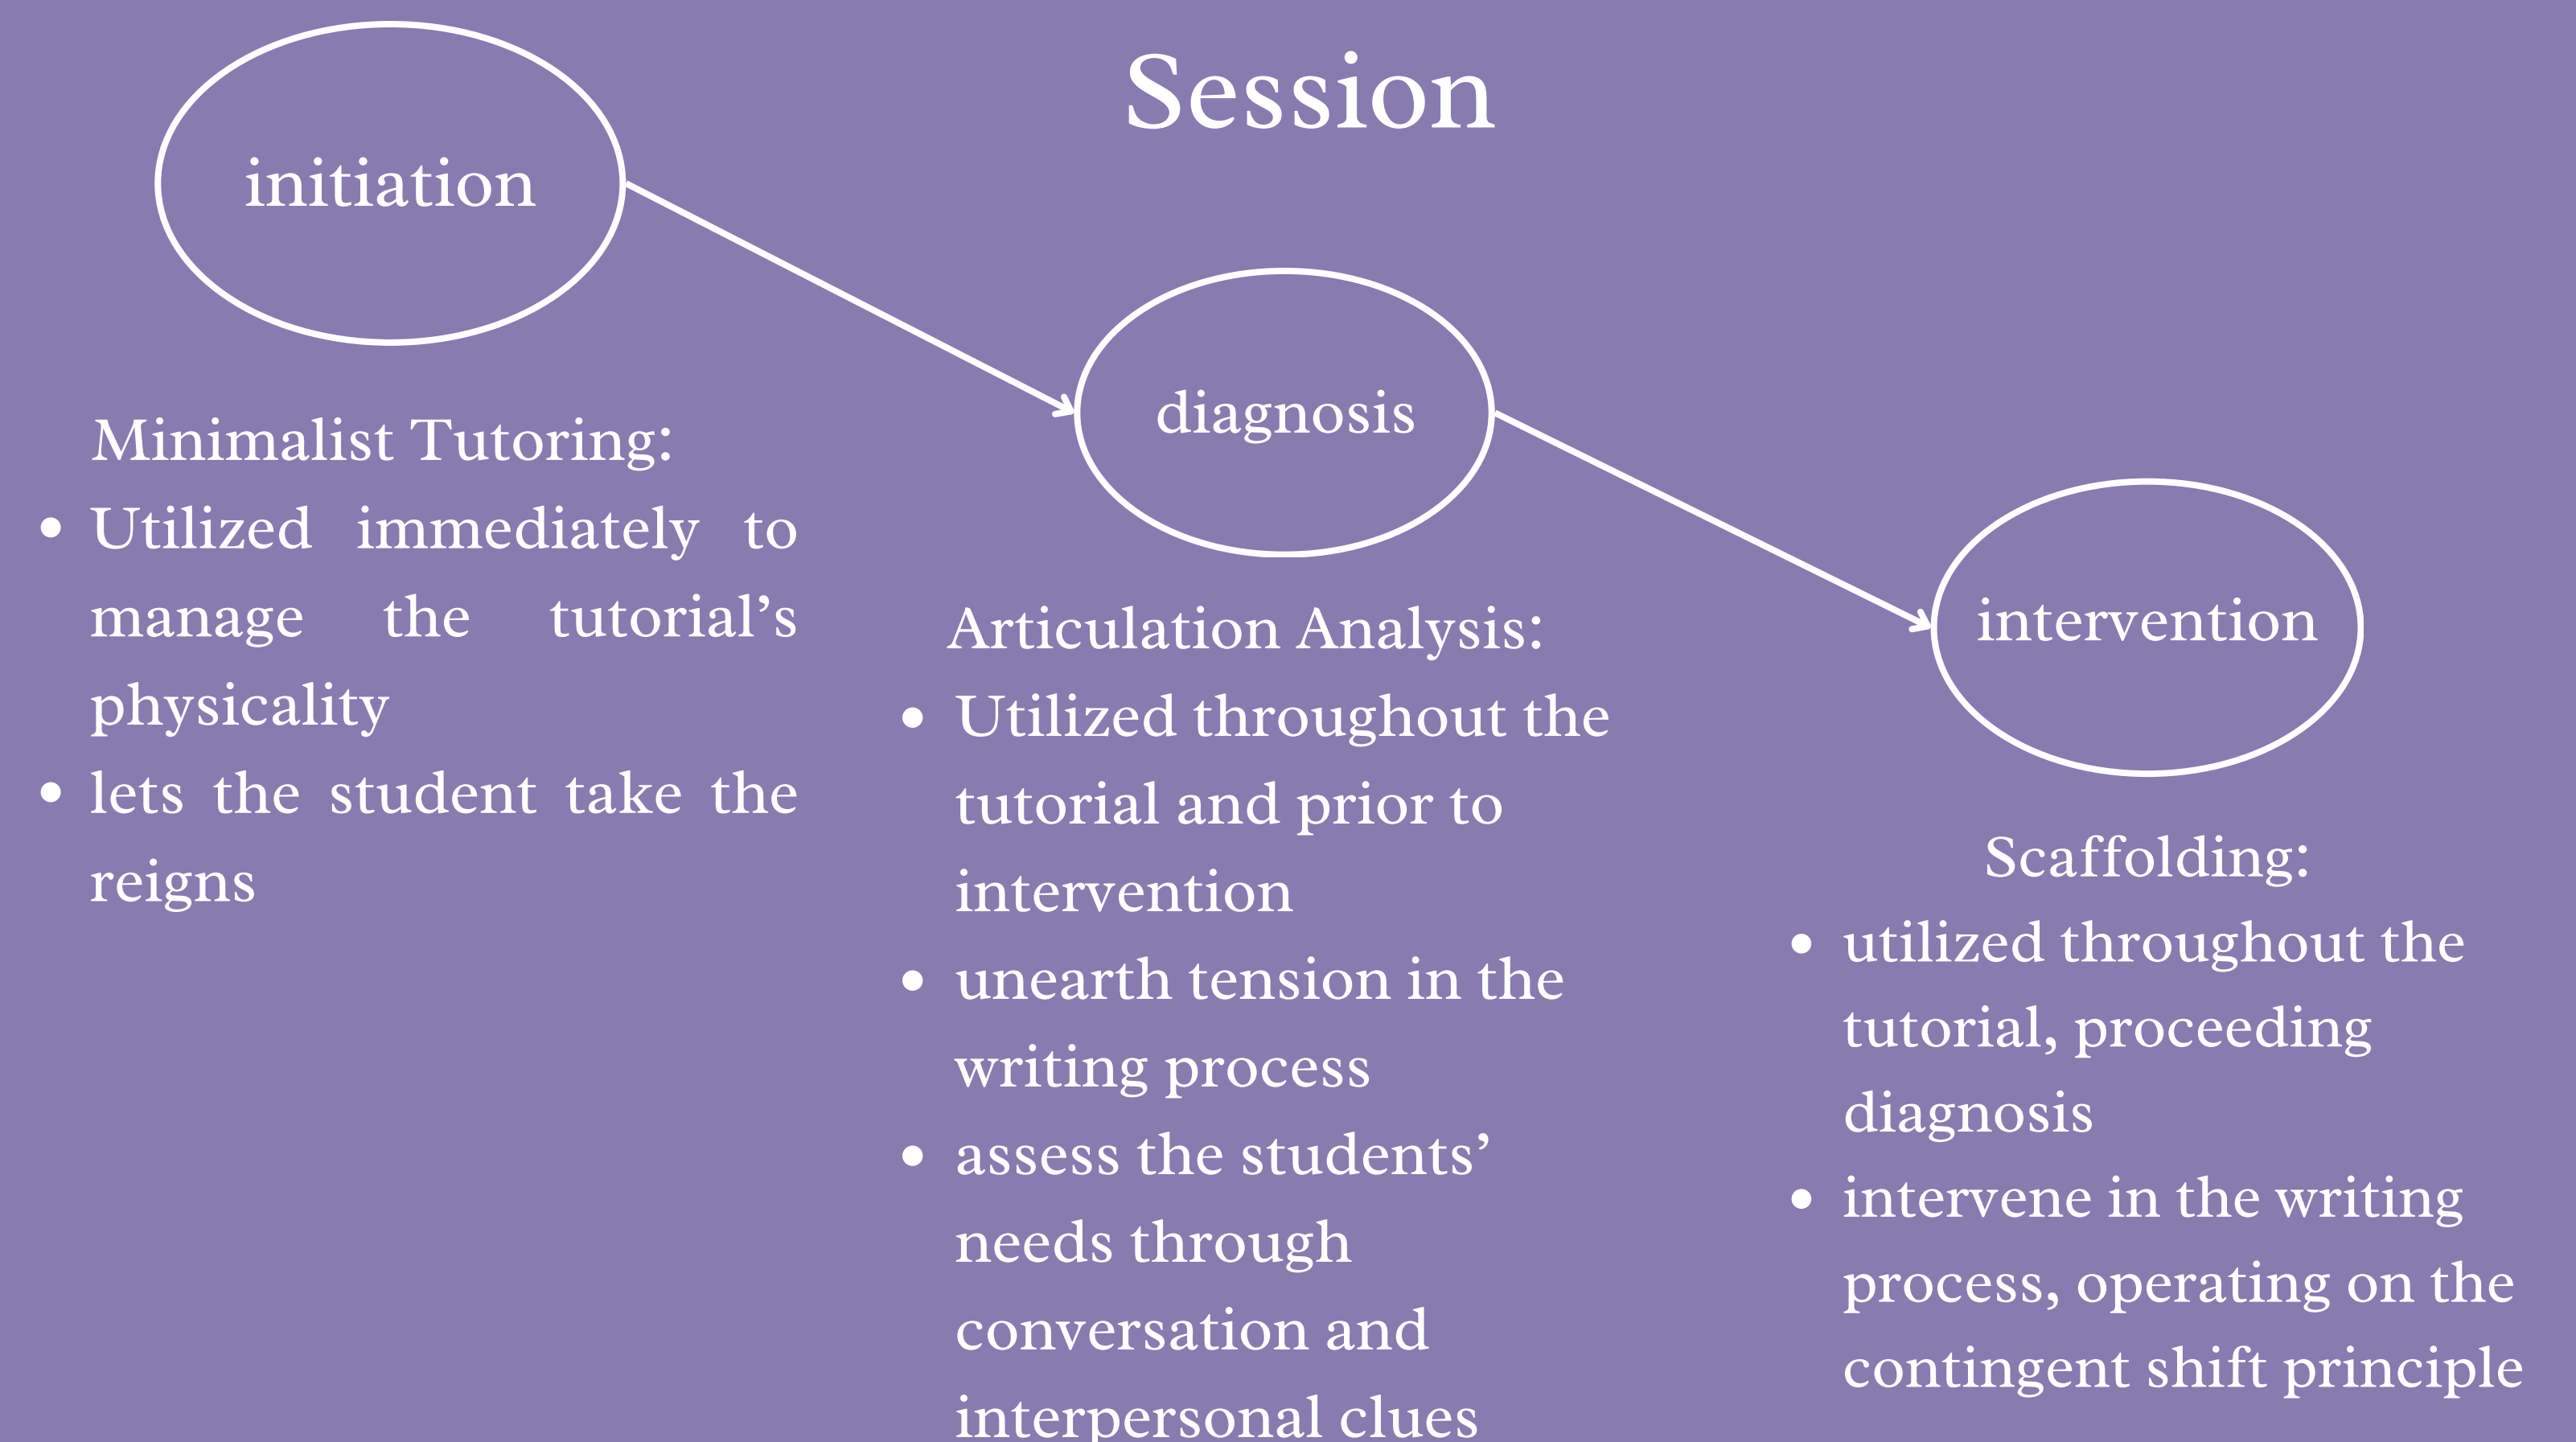 Session
initiation
diagnosis
intervention
Minimalist Tutoring:
• Utilized immediately to
manage the tutorial's
physicality
• lets the student take the
reigns
Articulation Analysis:
• Utilized throughout the
tutorial and prior to
intervention
• unearth tension in the
writing process
• assess the students'
needs through
conversation and
interpersonal clues
Scaffolding:
• utilized throughout the
tutorial, proceeding
diagnosis
• intervene in the writing
process, operating on the
contingent shift principle